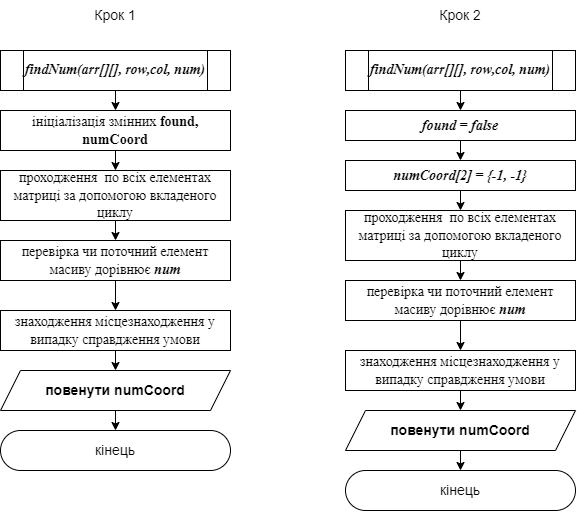 Крок 1
findNum(arr[][], row,col, num)
ініціалізація змінних found,
numCoord
проходження по всіх елементах
матриці за допомогою вкладеного
циклу
перевірка чи поточний елемент
масиву дорівнює num
знаходження місцезнаходження у
випадку справдження умови
повенути numCoord
кінець
Крок 2
findNum(arr[][], row,col, num)
found = false
numCoord[2] = {-1, -1}
проходження по всіх елементах
матриці за допомогою вкладеного
циклу
перевірка чи поточний елемент
масиву дорівнює num
знаходження місцезнаходження у
випадку справдження умови
повенути numCoord
кінець